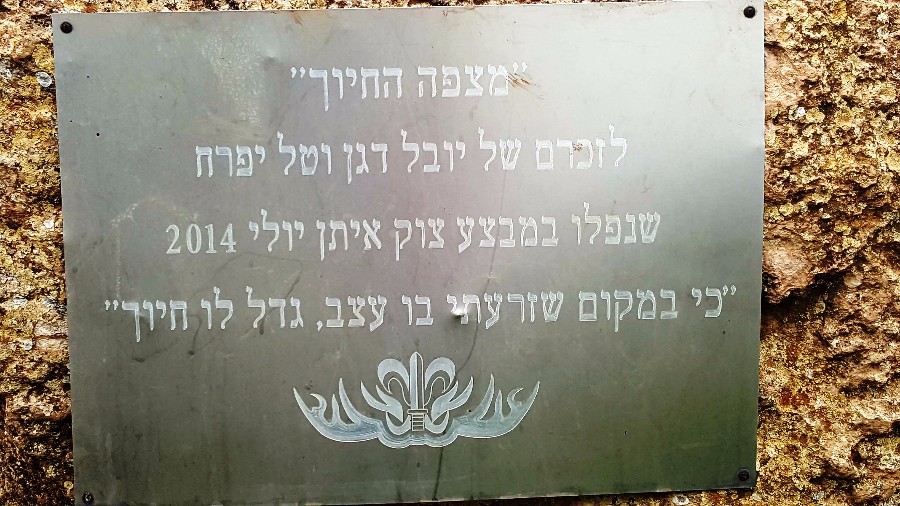 "מצפה החיוך"
לזכרם של יובל דגן וטל יפרח
שנפלו במבצע צוק איתן יולי 2014
"כי במקום שזרעתי בו עצב, גדל לו חיוך"